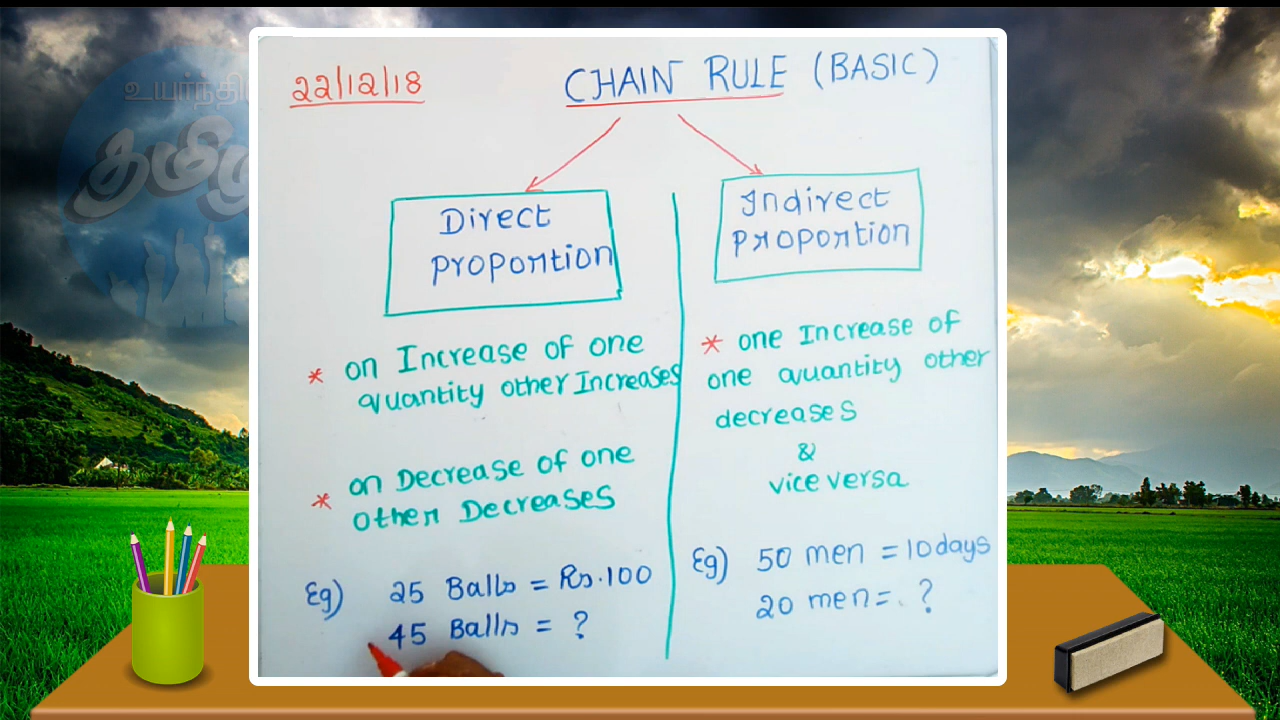 22/12/18
CHAIN RULE (BASIC)
Direct
proportion
* on Increase of one
quantity other Increases
* on Decrease of one
other Decreases
Eg) 25 Balls = Rs.100
45 Balls = ?
Indirect
proportion
* one Increase of
one quantity other
decreases
&
vice versa
Eg) 50 men = 10 days
20 men = ?
தமிழ